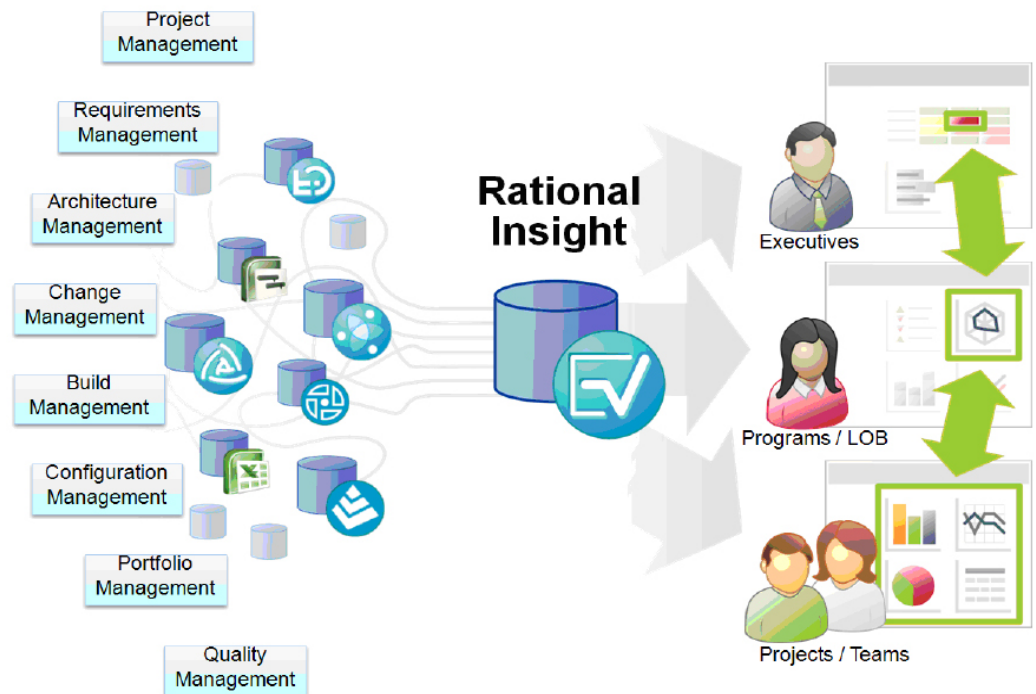 Project
Management
Requirements
Management
Architecture
Management
Change
Management
Build
Management
Configuration
Management
Portfolio
Management
Quality
Management
Rational
Insight
Executives
Programs / LOB
Projects / Teams